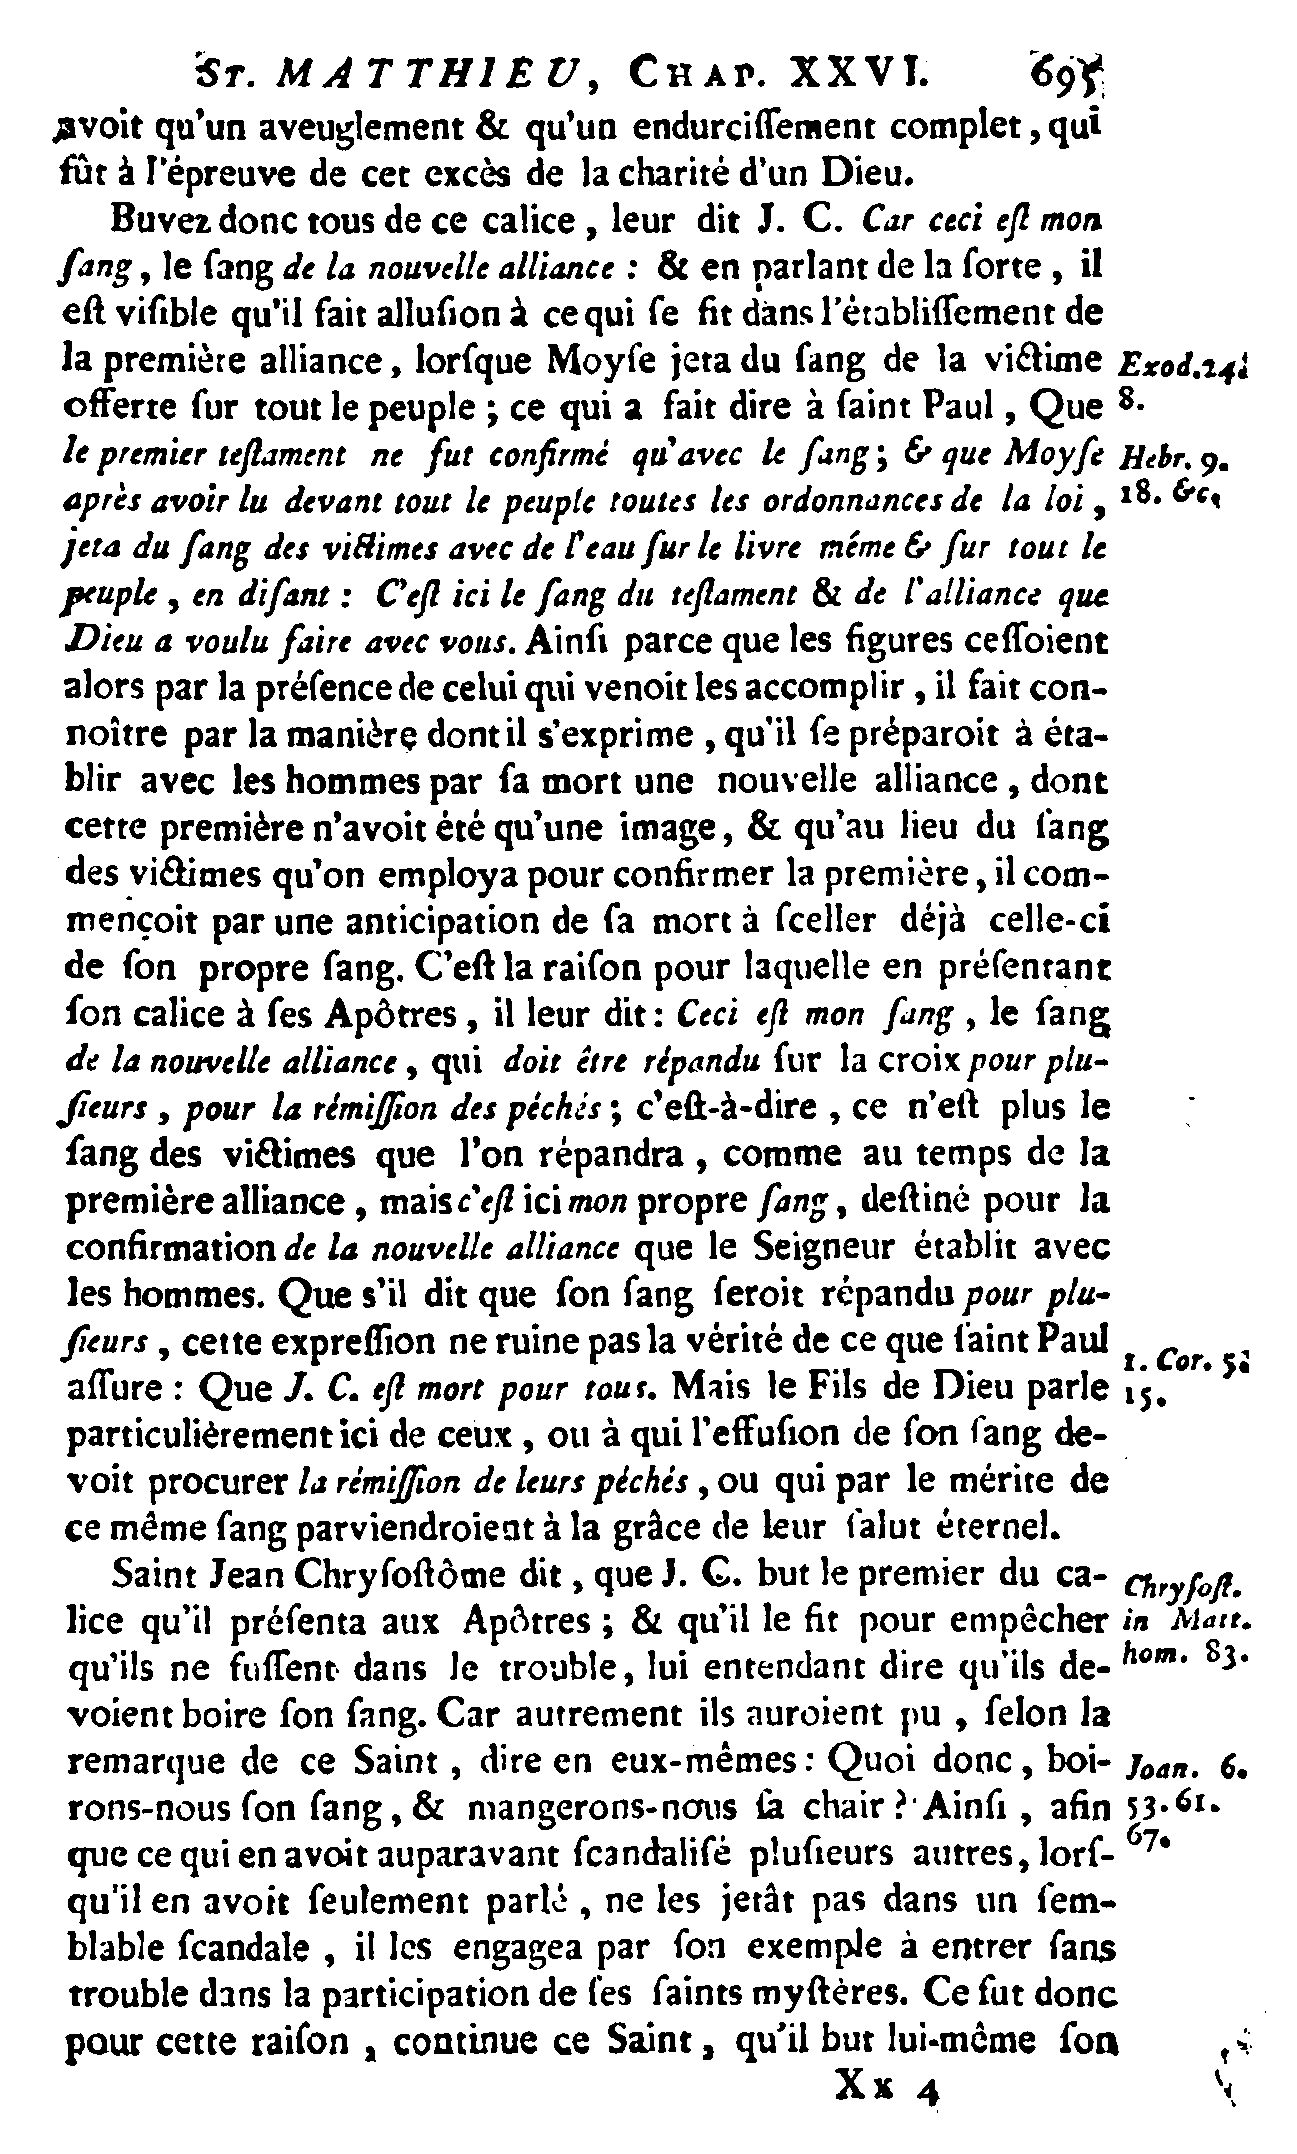 ST. MATTHIEU, CHAP. XXVI. 695
avoit qu'un aveuglement & qu'un endurciſſement complet, qui
fût à l'épreuve de cet excès de la charité d'un Dieu.
Buvez donc tous de ce calice, leur dit J. C. Car ceci eſt mon
ſang, le ſang de la nouvelle alliance : & en parlant de la ſorte, il
eſt viſible qu'il fait alluſion à ce qui ſe fit dans l'établiſſement de
la première alliance, lorſque Moyſe jeta du ſang de la victime
Exod. 24.
offerte ſur tout le peuple ; ce qui a fait dire à ſaint Paul, Que
8.
le premier teſtament ne fut confirmé qu'avec le ſang ; & que Moyſe
Hebr. 9.
après avoir lu devant tout le peuple toutes les ordonnances de la loi,
18. &c.
jeta du ſang des victimes avec de l'eau ſur le livre même & ſur tout le
peuple, en diſant : C'eſt ici le ſang du teſtament & de l'alliance que
Dieu a voulu faire avec vous. Ainſi parce que les figures ceſſoient
alors par la préſence de celui qui venoit les accomplir, il fait con-
noître par la manière dont il s'exprime, qu'il ſe préparoit à éta-
blir avec les hommes par ſa mort une nouvelle alliance, dont
cette première n'avoit été qu'une image, & qu'au lieu du ſang
des victimes qu'on employa pour confirmer la première, il com-
mençoit par une anticipation de ſa mort à ſceller déjà celle-ci
de ſon propre ſang. C'eſt la raiſon pour laquelle en préſentant
ſon calice à ſes Apôtres, il leur dit : Ceci eſt mon ſang, le ſang
de la nouvelle alliance, qui doit être répandu ſur la croix pour plu-
ſieurs, pour la rémiſſion des péchés ; c'eſt-à-dire, ce n'eſt plus le
ſang des victimes que l'on répandra, comme au temps de la
première alliance, mais c'eſt ici mon propre ſang, deſtiné pour la
confirmation de la nouvelle alliance que le Seigneur établit avec
les hommes. Que s'il dit que ſon ſang ſeroit répandu pour plu-
ſieurs, cette expreſſion ne ruine pas la vérité de ce que ſaint Paul
1. Cor. 5.
aſſure : Que J. C. eſt mort pour tous. Mais le Fils de Dieu parle
15.
particulièrement ici de ceux, ou à qui l'effuſion de ſon ſang de-
voit procurer la rémiſſion de leurs péchés, ou qui par le mérite de
ce même ſang parviendroient à la grâce de leur ſalut éternel.
Saint Jean Chryſoſtôme dit, que J. C. but le premier du ca-
Chryſoſt.
lice qu'il préſenta aux Apôtres ; & qu'il le fit pour empêcher
in Matt.
qu'ils ne fuſſent dans le trouble, lui entendant dire qu'ils de-
hom. 83.
voient boire ſon ſang. Car autrement ils auroient pu, ſelon la
remarque de ce Saint, dire en eux-mêmes : Quoi donc, boi-
Joan. 6.
rons-nous ſon ſang, & mangerons-nous ſa chair ? Ainſi, afin
53. 61.
que ce qui en avoit auparavant ſcandaliſé pluſieurs autres, lorſ-
67.
qu'il en avoit ſeulement parlé, ne les jetât pas dans un ſem-
blable ſcandale, il les engagea par ſon exemple à entrer ſans
trouble dans la participation de ſes ſaints myſtères. Ce fut donc
pour cette raiſon, continue ce Saint, qu'il but lui-même ſon
Xx 4